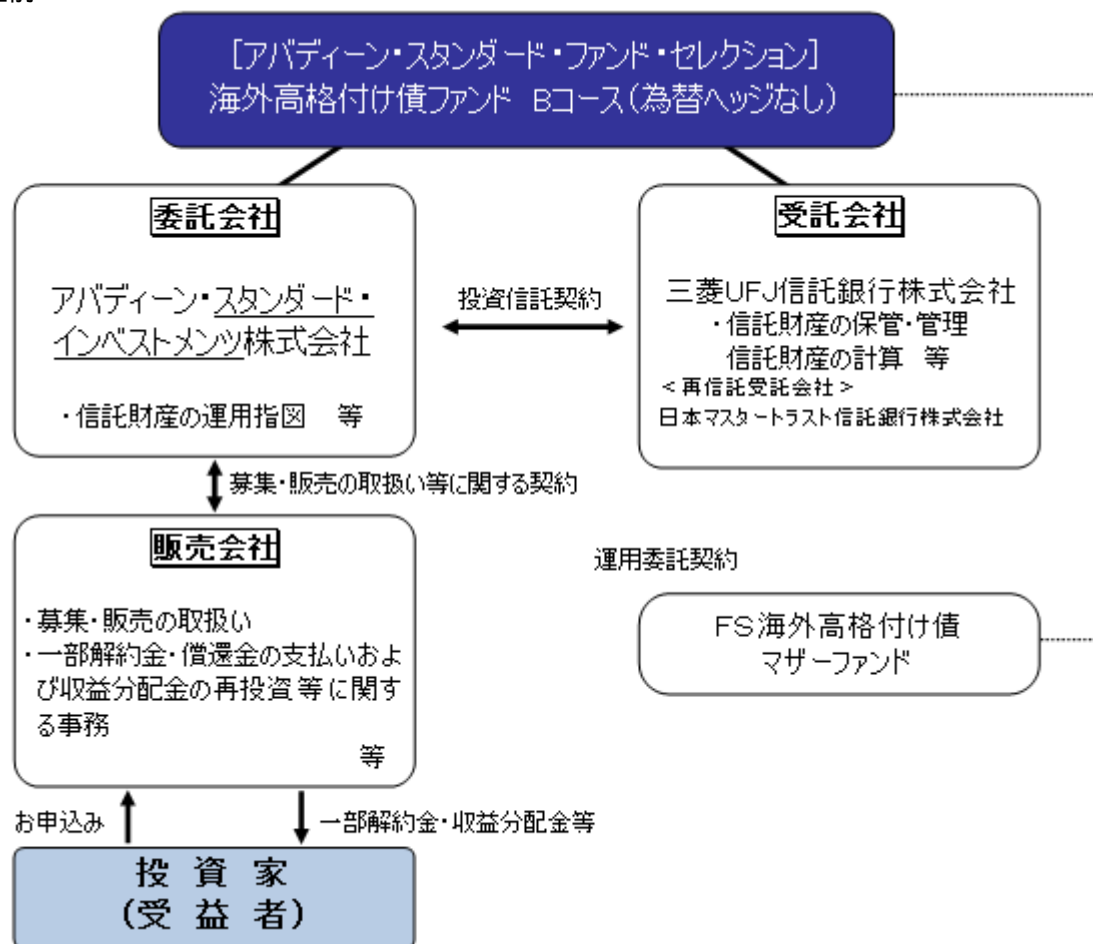 [アバディーン・スタンダード・ファンド・セレクション]
海外高格付け債ファンド Bコース(為替ヘッジなし)
委託会社
アバディーン・スタンダード・
インベストメンツ株式会社
・信託財産の運用指図 等
投資信託契約
受託会社
三菱UFJ信託銀行株式会社
・信託財産の保管・管理
信託財産の計算 等
<再信託受託会社>
日本マスタートラスト信託銀行株式会社
募集・販売の取扱い等に関する契約
販売会社
・募集・販売の取扱い
・一部解約金・償還金の支払いおよ
び収益分配金の再投資等に関す
る事務
等
運用委託契約
FS海外高格付け債
マザーファンド
お申込み
一部解約金・収益分配金等
投資家
(受益者)